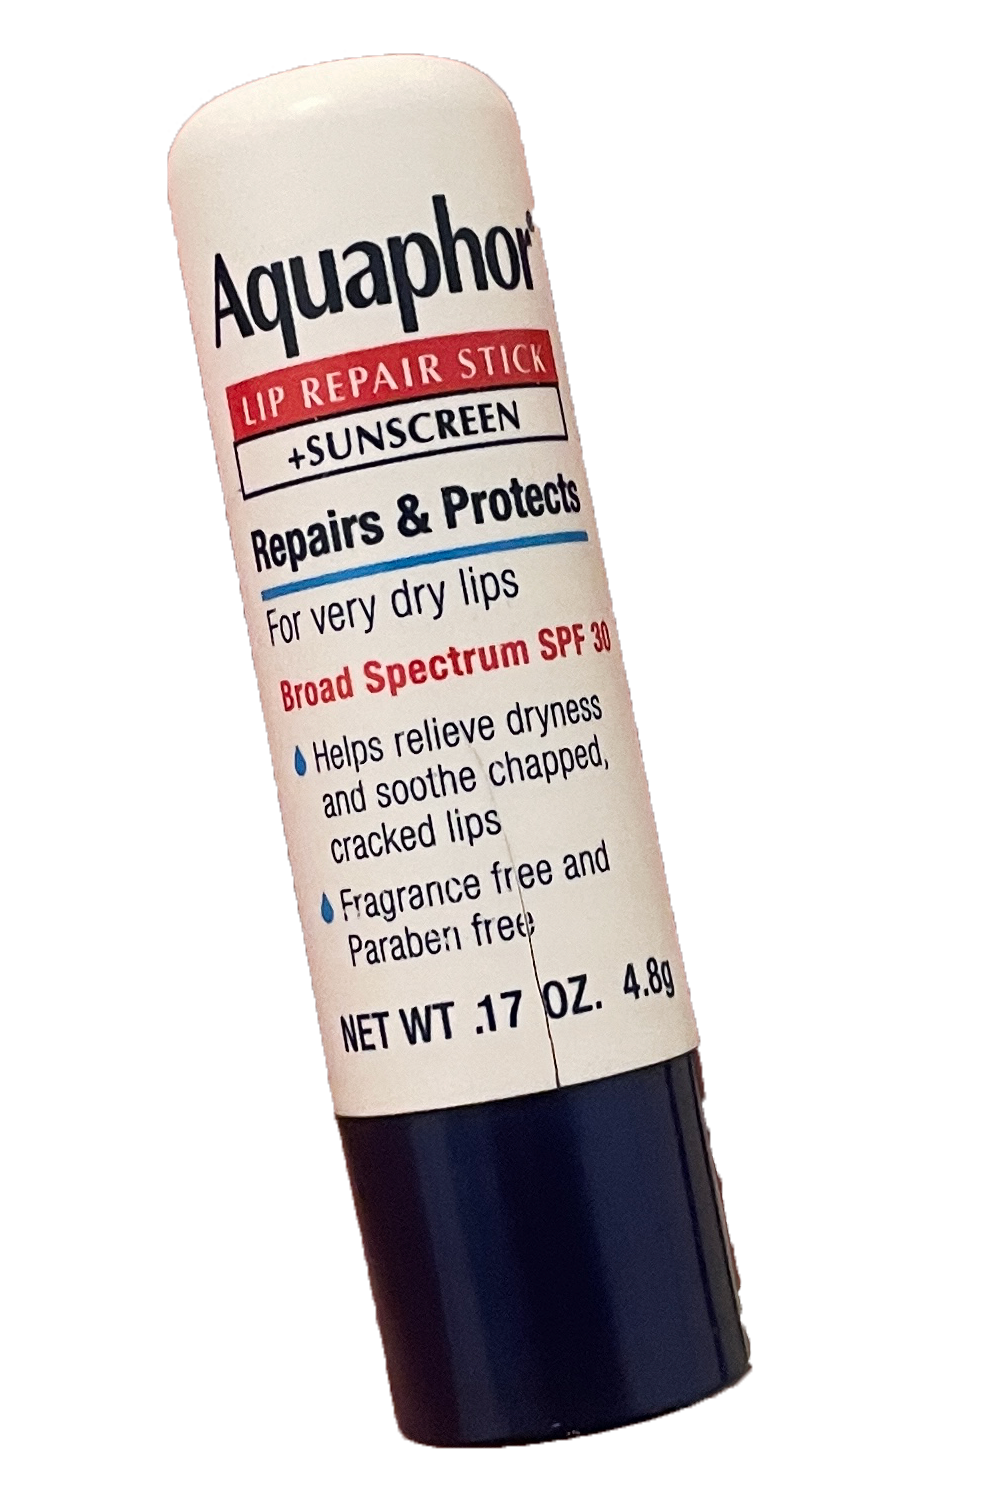 Aquaphor®
LIP REPAIR STICK
+SUNSCREEN
Repairs & Protects
For very dry lips
Broad Spectrum SPF 30
Helps relieve dryness
and soothe chapped,
cracked lips
Fragrance free and
Paraben free
NET WT .17 OZ. 4.8g